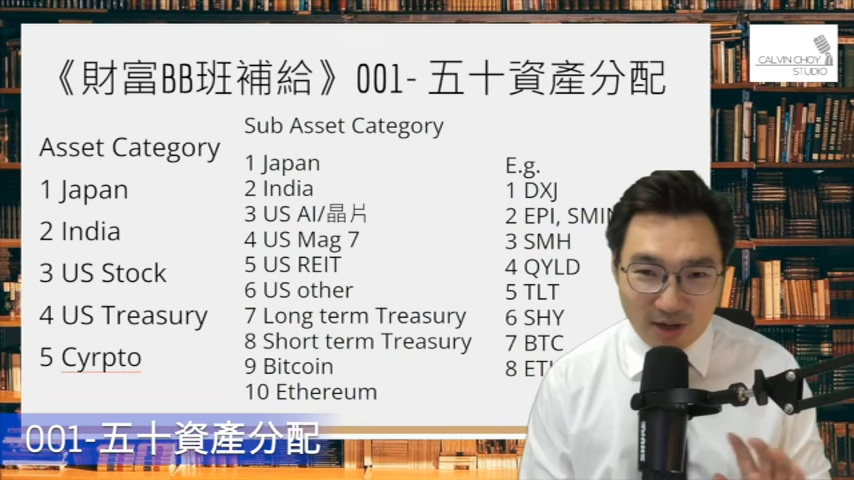 《財富BB班補給》001- 五十資產分配
CALVIN CHOY
STUDIO
Asset Category
1 Japan
2 India
3 US Stock
4 US Treasury
5 Cyrpto
Sub Asset Category
1 Japan
2 India
3 US AI/晶片
4 US Mag 7
5 US REIT
6 US other
7 Long term Treasury
8 Short term Treasury
9 Bitcoin
10 Ethereum
E.g.
1 DXJ
2 EPI, SMIN
3 SMH
4 QYLD
5 TLT
6 SHY
7 BTC
8
001-五十資產分配
SHURE